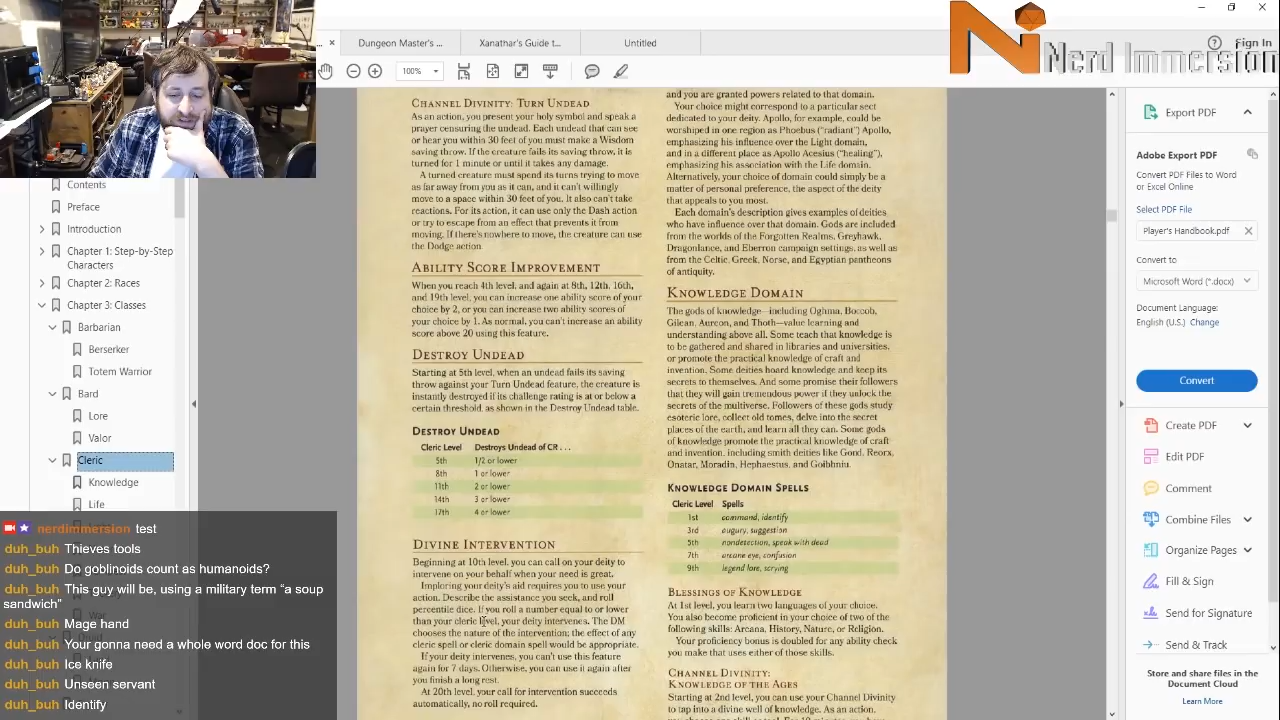 Nerd Immersion
Dungeon Master's ...
Xanathar's Guide t...
Untitled
Sign In
100%
Contents
Preface
Introduction
Chapter 1: Step-by-Step
Characters
Chapter 2: Races
Chapter 3: Classes
Barbarian
Berserker
Totem Warrior
Bard
Lore
Valor
Cleric
Knowledge
Life
nerdimmersion test
duh_buh Thieves tools
duh_buh Do goblinoids count as humanoids?
duh_buh This guy will be, using a military term “a soup
sandwich”
duh_buh Mage hand
duh_buh Your gonna need a whole word doc for this
duh_buh Ice knife
duh_buh Unseen servant
duh_buh Identify
CHANNEL DIVINITY: TURN UNDEAD
As an action, you present your holy symbol and speak a
prayer censuring the undead. Each undead that can see
or hear you within 30 feet of you must make a Wisdom
saving throw. If the creature fails its saving throw, it is
turned for 1 minute or until it takes any damage.
A turned creature must spend its turns trying to move
as far away from you as it can, and it can't willingly
move to a space within 30 feet of you. It also can't take
reactions. For its action, it can use only the Dash action
or try to escape from an effect that prevents it from
moving. If there's nowhere to move, the creature can use
the Dodge action.
ABILITY SCORE IMPROVEMENT
When you reach 4th level, and again at 8th, 12th, 16th,
and 19th level, you can increase one ability score of your
choice by 2, or you can increase two ability scores of
your choice by 1. As normal, you can't increase an ability
score above 20 using this feature.
DESTROY UNDEAD
Starting at 5th level, when an undead fails its saving
throw against your Turn Undead feature, the creature is
instantly destroyed if its challenge rating is at or below a
certain threshold, as shown in the Destroy Undead table.
DESTROY UNDEAD
Cleric Level Destroys Undead of CR . . .
5th 1/2 or lower
8th 1 or lower
11th 2 or lower
14th 3 or lower
17th 4 or lower
DIVINE INTERVENTION
Beginning at 10th level, you can call on your deity to
intervene on your behalf when your need is great.
Imploring your deity's aid requires you to use your
action. Describe the assistance you seek, and roll
percentile dice. If you roll a number equal to or lower
than your cleric level, your deity intervenes. The DM
chooses the nature of the intervention; the effect of any
cleric spell or cleric domain spell would be appropriate.
If your deity intervenes, you can't use this feature
again for 7 days. Otherwise, you can use it again after
you finish a long rest.
At 20th level, your call for intervention succeeds
automatically, no roll required.
and you are granted powers related to that domain.
Your choice might correspond to a particular sect
dedicated to your deity. Apollo, for example, could be
worshiped in one region as Phoebus (“radiant”) Apollo,
emphasizing his influence over the Light domain,
and in a different place as Apollo Acesius (“healing”),
emphasizing his association with the Life domain.
Alternatively, your choice of domain could simply be a
matter of personal preference, the aspect of the deity
that appeals to you most.
Each domain's description gives examples of deities
who have influence over that domain. Gods are included
from the worlds of the Forgotten Realms, Greyhawk,
Dragonlance, and Eberron campaign settings, as well as
from the Celtic, Greek, Norse, and Egyptian pantheons
of antiquity.
KNOWLEDGE DOMAIN
The gods of knowledge—including Oghma, Boccob,
Gilean, Aureon, and Thoth—value learning and
understanding above all. Some teach that knowledge is
to be gathered and shared in libraries and universities,
or promote the practical knowledge of craft and
invention. Some deities hoard knowledge and keep its
secrets to themselves. And some promise their followers
that they will gain tremendous power if they unlock the
secrets of the multiverse. Followers of these gods study
esoteric lore, collect old tomes, delve into the secret
places of the earth, and learn all they can. Some gods
of knowledge promote the practical knowledge of craft
and invention, including smith deities like Gond, Reorx,
Onatar, Moradin, Hephaestus, and Goibhniu.
KNOWLEDGE DOMAIN SPELLS
Cleric Level Spells
1st command, identify
3rd augury, suggestion
5th nondetection, speak with dead
7th arcane eye, confusion
9th legend lore, scrying
BLESSINGS OF KNOWLEDGE
At 1st level, you learn two languages of your choice.
You also become proficient in your choice of two of the
following skills: Arcana, History, Nature, or Religion.
Your proficiency bonus is doubled for any ability check
you make that uses either of those skills.
CHANNEL DIVINITY:
KNOWLEDGE OF THE AGES
Starting at 2nd level, you can use your Channel Divinity
to tap into a divine well of knowledge. As an action,
Export PDF
Adobe Export PDF
Convert PDF Files to Word
or Excel Online
Select PDF File
Player's Handbook.pdf
Convert to
Microsoft Word (*.docx)
Document Language:
English (U.S.) Change
Convert
Create PDF
Edit PDF
Comment
Combine Files
Organize Pages
Fill & Sign
Send for Signature
Send & Track
Store and share files in the
Document Cloud
Learn More